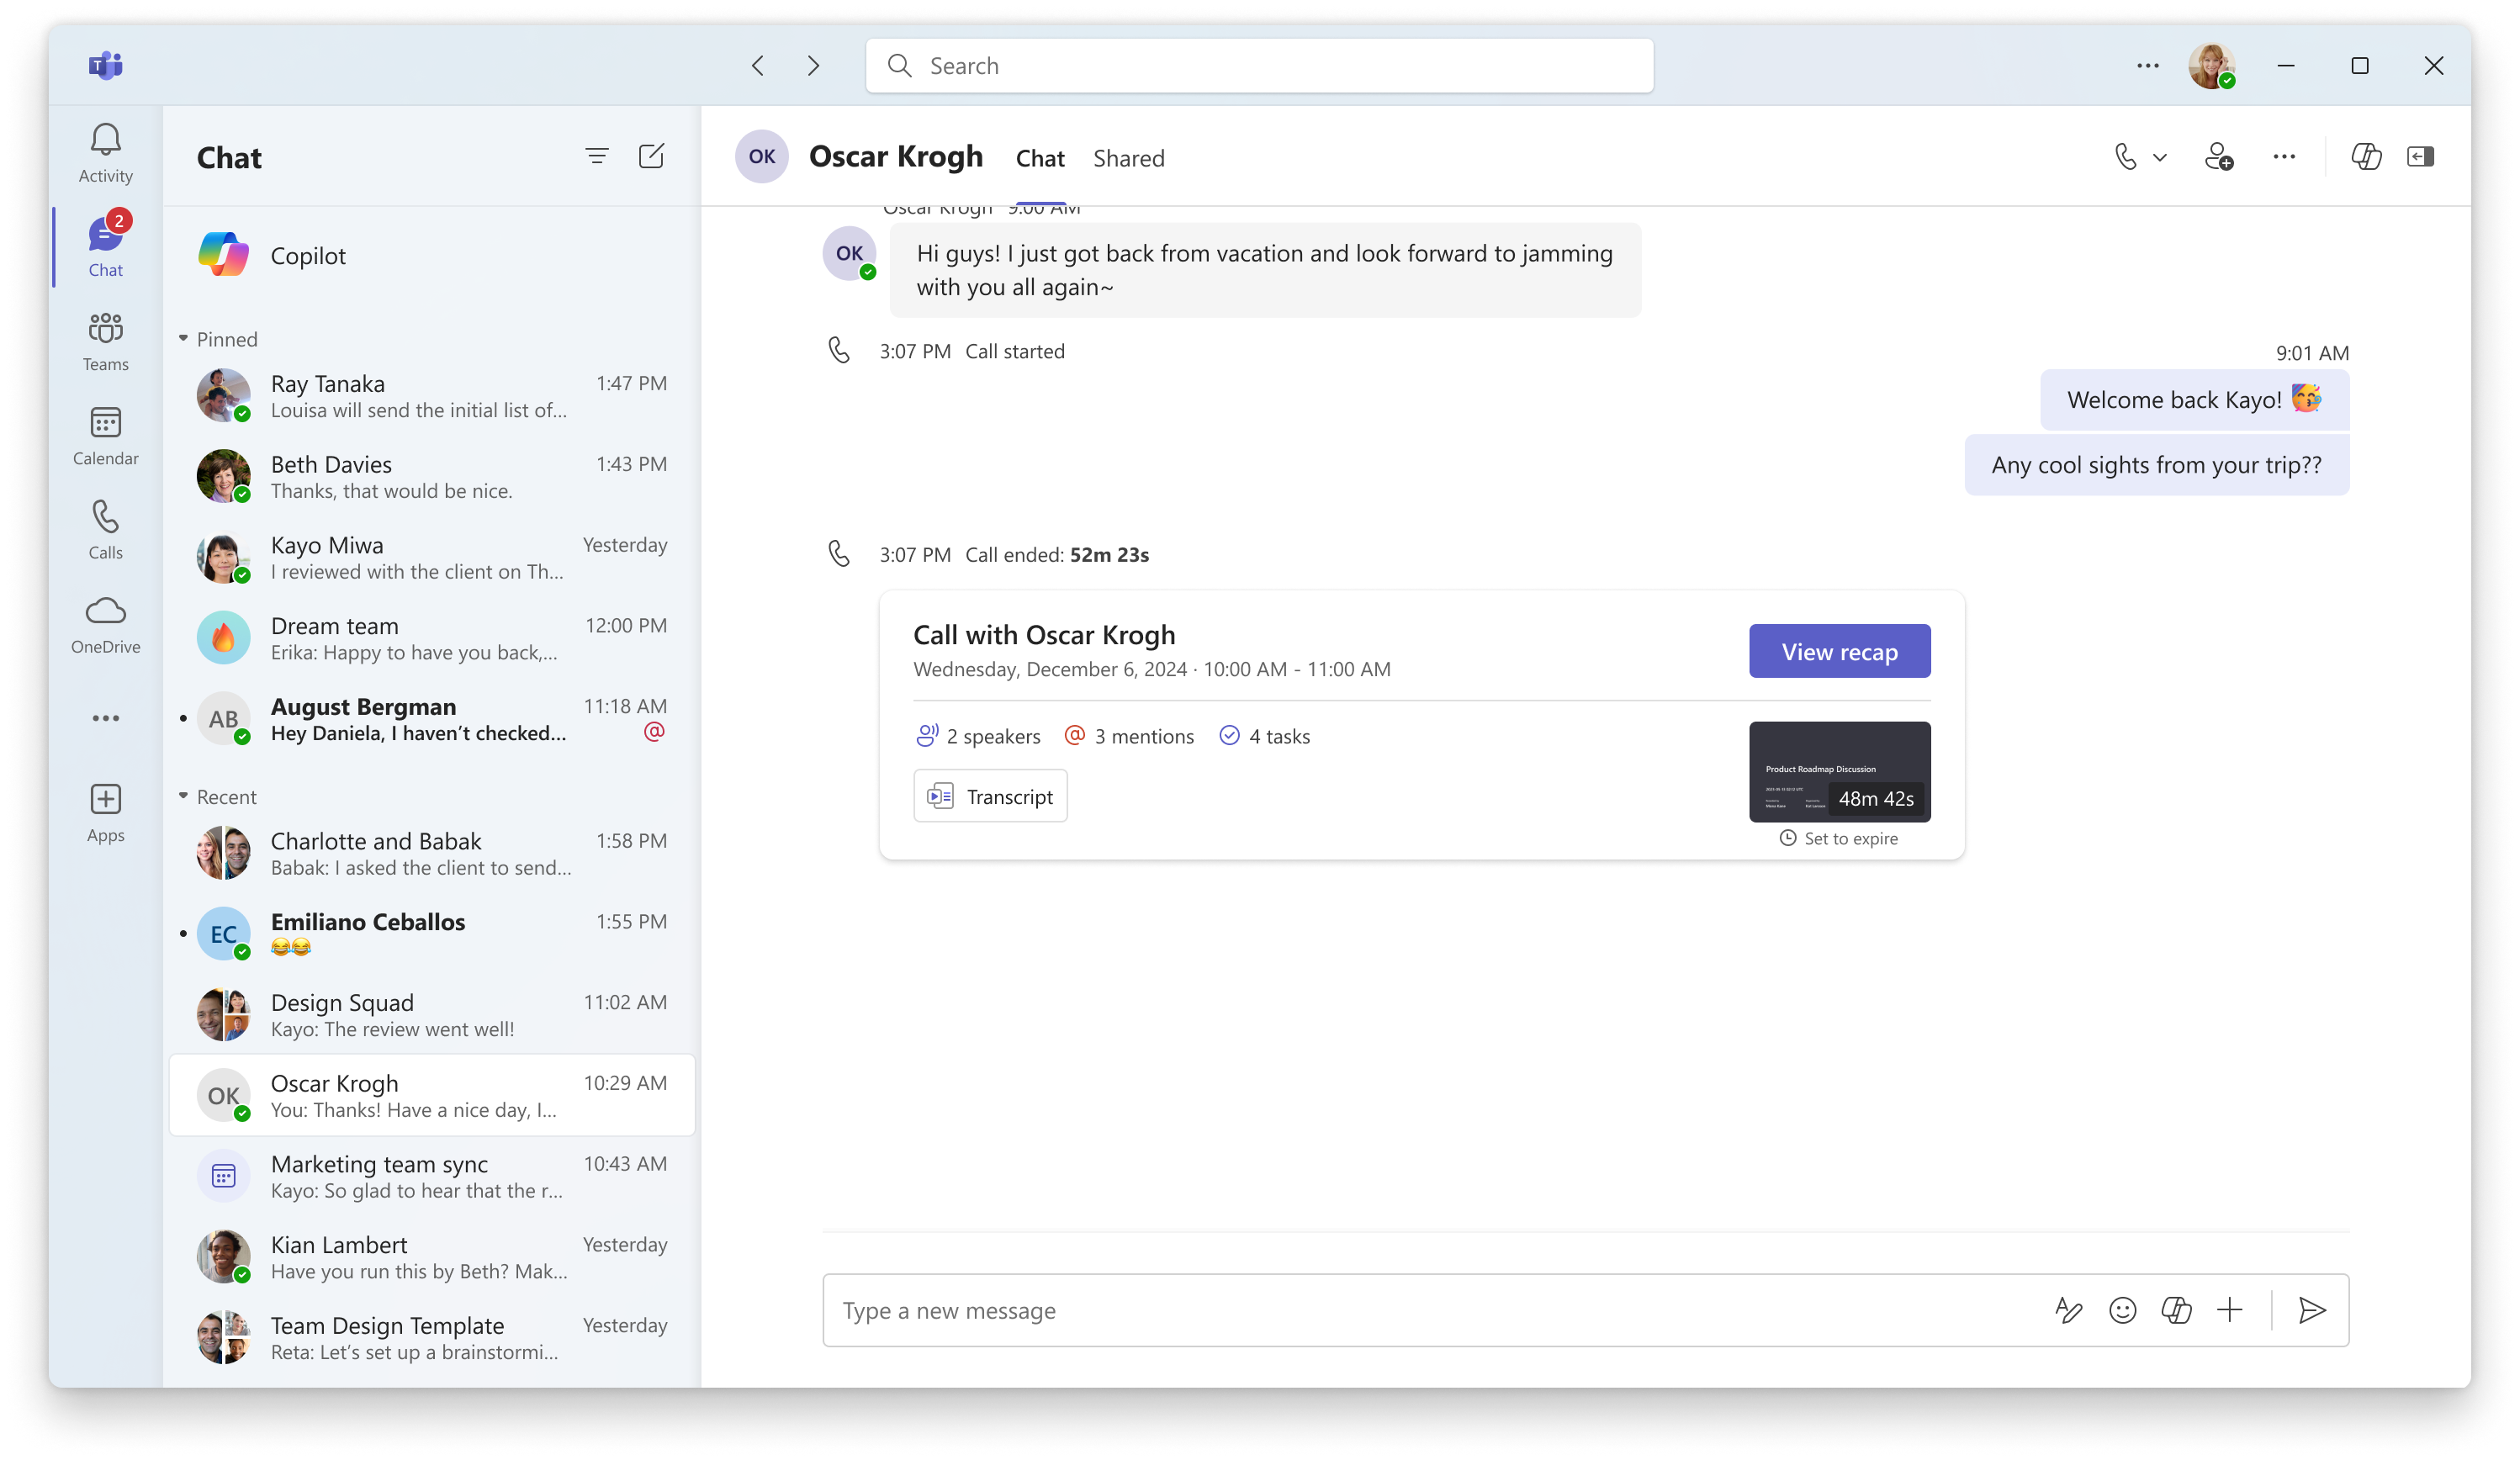 Search
Activity
2
Chat
Teams
Calendar
Calls
OneDrive
Apps
Chat
Copilot
Pinned
Ray Tanaka
1:47 PM
Louisa will send the initial list of...
Beth Davies
1:43 PM
Thanks, that would be nice.
Kayo Miwa
Yesterday
I reviewed with the client on Th...
Dream team
12:00 PM
Erika: Happy to have you back,...
AB
August Bergman
11:18 AM
Hey Daniela, I haven’t checked...
@
Recent
Charlotte and Babak
1:58 PM
Babak: I asked the client to send...
EC
Emiliano Ceballos
1:55 PM
😂😂
Design Squad
11:02 AM
Kayo: The review went well!
OK
Oscar Krogh
10:29 AM
You: Thanks! Have a nice day, I...
Marketing team sync
10:43 AM
Kayo: So glad to hear that the r...
Kian Lambert
Yesterday
Have you run this by Beth? Mak...
Team Design Template
Yesterday
Reta: Let’s set up a brainstormi...
OK
Oscar Krogh
Chat
Shared
Oscar Krogh 9:00 AM
OK
Hi guys! I just got back from vacation and look forward to jamming
with you all again~
3:07 PM Call started
9:01 AM
Welcome back Kayo! 🥳
Any cool sights from your trip??
3:07 PM Call ended: 52m 23s
Call with Oscar Krogh
Wednesday, December 6, 2024 · 10:00 AM - 11:00 AM
View recap
2 speakers
@ 3 mentions
4 tasks
Transcript
Product Roadmap Discussion
48m 42s
Set to expire
Type a new message